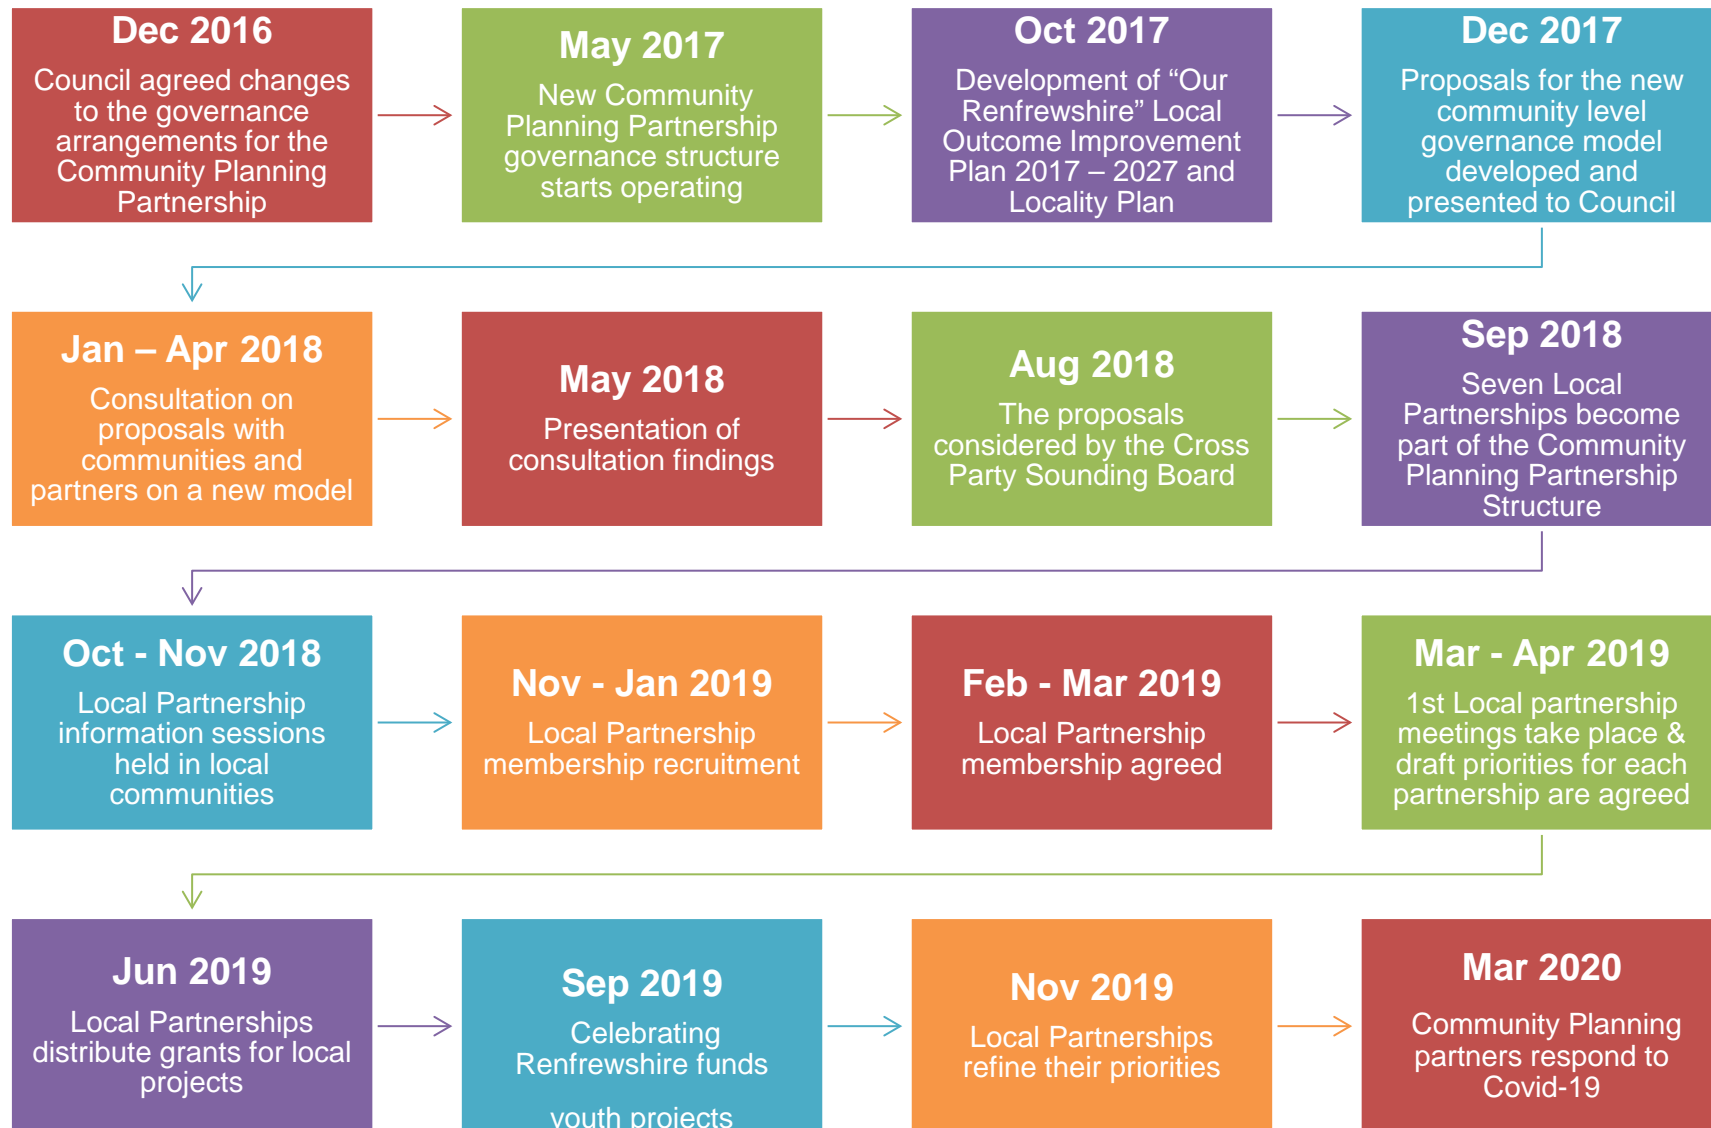 Dec 2016
Council agreed changes
to the governance
arrangements for the
Community Planning
Partnership
May 2017
New Community
Planning Partnership
governance structure
starts operating
Oct 2017
Development of “Our
Renfrewshire” Local
Outcome Improvement
Plan 2017 – 2027 and
Locality Plan
Dec 2017
Proposals for the new
community level
governance model
developed and
presented to Council
Jan – Apr 2018
Consultation on
proposals with
communities and
partners on a new model
May 2018
Presentation of
consultation findings
Aug 2018
The proposals
considered by the Cross
Party Sounding Board
Sep 2018
Seven Local
Partnerships become
part of the Community
Planning Partnership
Structure
Oct - Nov 2018
Local Partnership
information sessions
held in local
communities
Nov - Jan 2019
Local Partnership
membership recruitment
Feb - Mar 2019
Local Partnership
membership agreed
Mar - Apr 2019
1st Local partnership
meetings take place &
draft priorities for each
partnership are agreed
Jun 2019
Local Partnerships
distribute grants for local
projects
Sep 2019
Celebrating
Renfrewshire funds
youth projects
Nov 2019
Local Partnerships
refine their priorities
Mar 2020
Community Planning
partners respond to
Covid-19